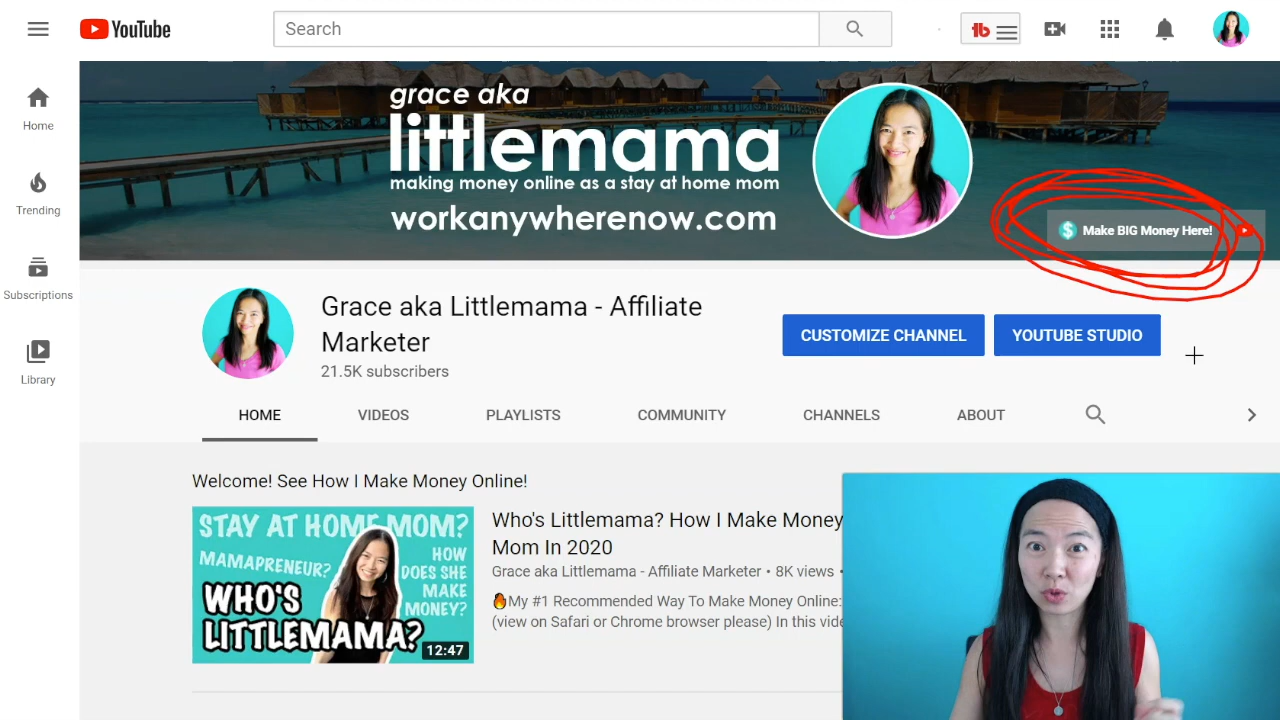 YouTube
Search
tb
Home
Trending
Subscriptions
Library
grace aka
littlemama
making money online as a stay at home mom
workanywherenow.com
$ Make BIG Money Here!
Grace aka Littlemama - Affiliate
Marketer
21.5K subscribers
CUSTOMIZE CHANNEL
YOUTUBE STUDIO
HOME VIDEOS PLAYLISTS COMMUNITY CHANNELS ABOUT
Welcome! See How I Make Money Online!
STAY AT HOME MOM?
MAMAPRENEUR?
HOW
DOES SHE
MAKE
MONEY?
WHO'S
LITTLEMAMA?
12:47
Who's Littlemama? How I Make Money
Mom In 2020
Grace aka Littlemama - Affiliate Marketer • 8K views •
🔥My #1 Recommended Way To Make Money Online:
(view on Safari or Chrome browser please) In this vide